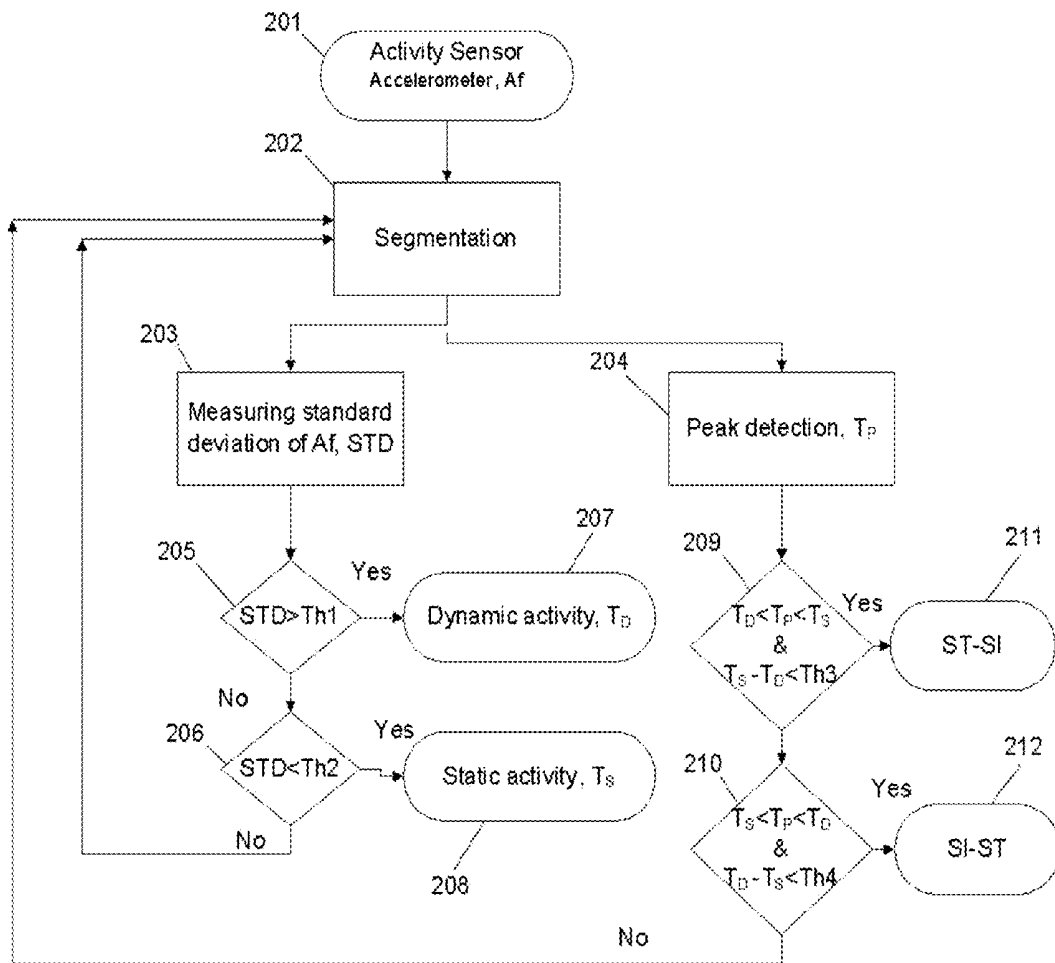 201
Activity Sensor
Accelerometer, Af
202
Segmentation
203
Measuring standard
deviation of Af, STD
204
Peak detection, TP
205
STD>Th1
Yes
207
Dynamic activity, TD
No
206
STD<Th2
Yes
Static activity, TS
208
No
209
TD<TP<TS
&
TS-TD<Th3
Yes
211
ST-SI
210
TS<TP<TD
&
TD-TS<Th4
Yes
212
SI-ST
No